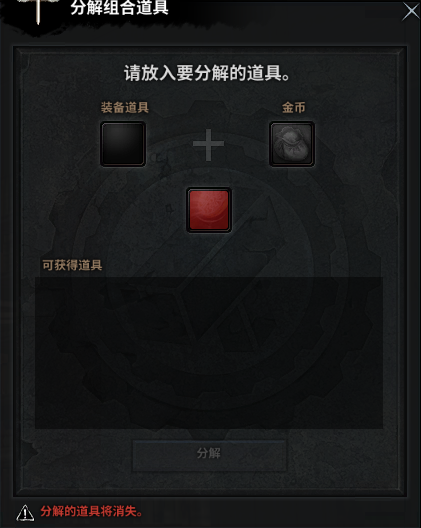 分解组合道具
请放入要分解的道具。
装备道具
金币
可获得道具
分解
分解的道具将消失。